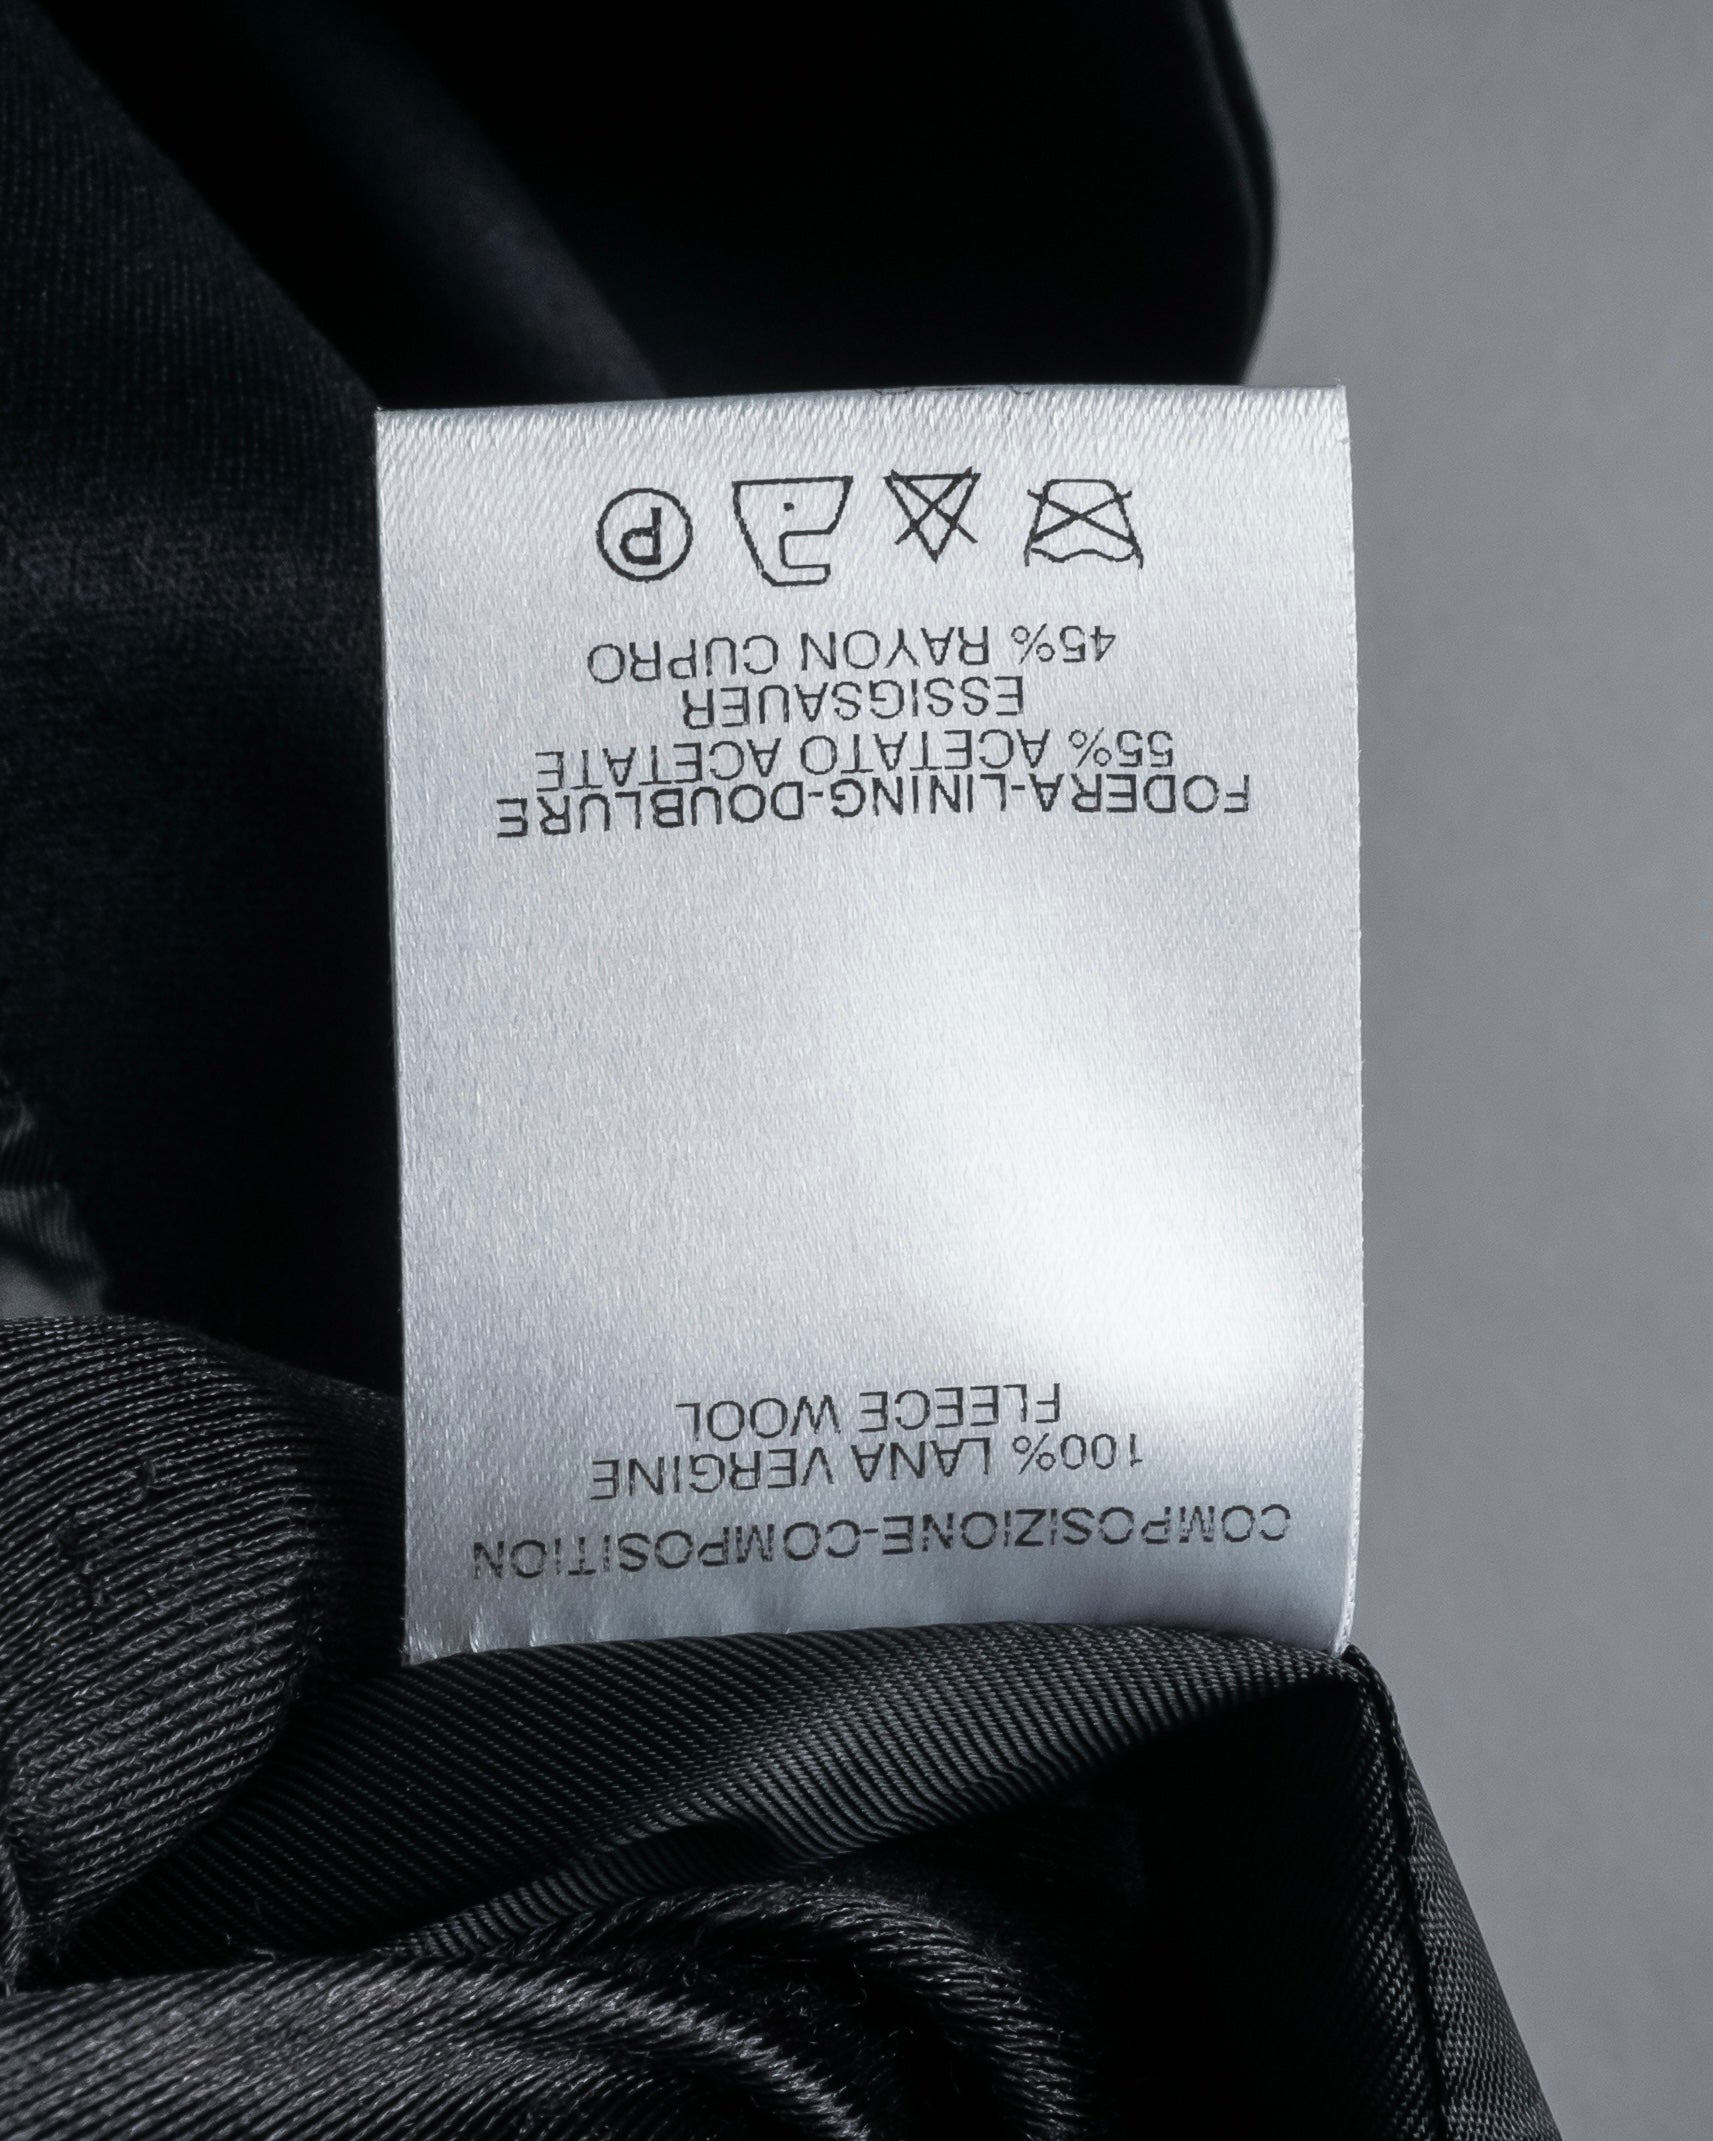 COMPOSIZIONE-COMPOSITION
100% LANA VERGINE
FLEECE WOOL
FODERA-LINING-DOUBLURE
55% ACETATO ACETATE
ESSIGSAUER
45% RAYON CUPRO
P